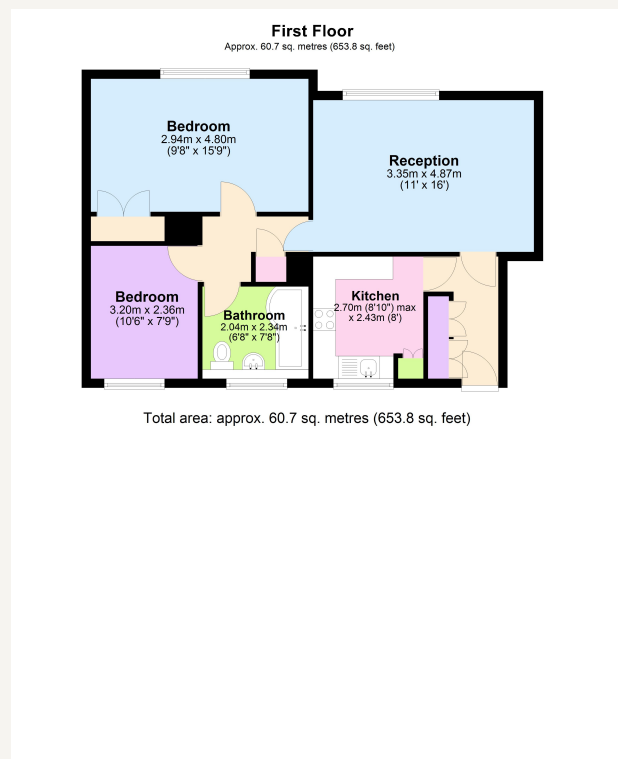 First Floor
Approx. 60.7 sq. metres (653.8 sq. feet)
Bedroom
2.94m x 4.80m
(9'8" x 15'9")
Reception
3.35m x 4.87m
(11' x 16')
Bedroom
3.20m x 2.36m
(10'6" x 7'9")
Bathroom
2.04m x 2.34m
(6'8" x 7'8")
Kitchen
2.70m (8'10") max
x 2.43m (8')
Total area: approx. 60.7 sq. metres (653.8 sq. feet)